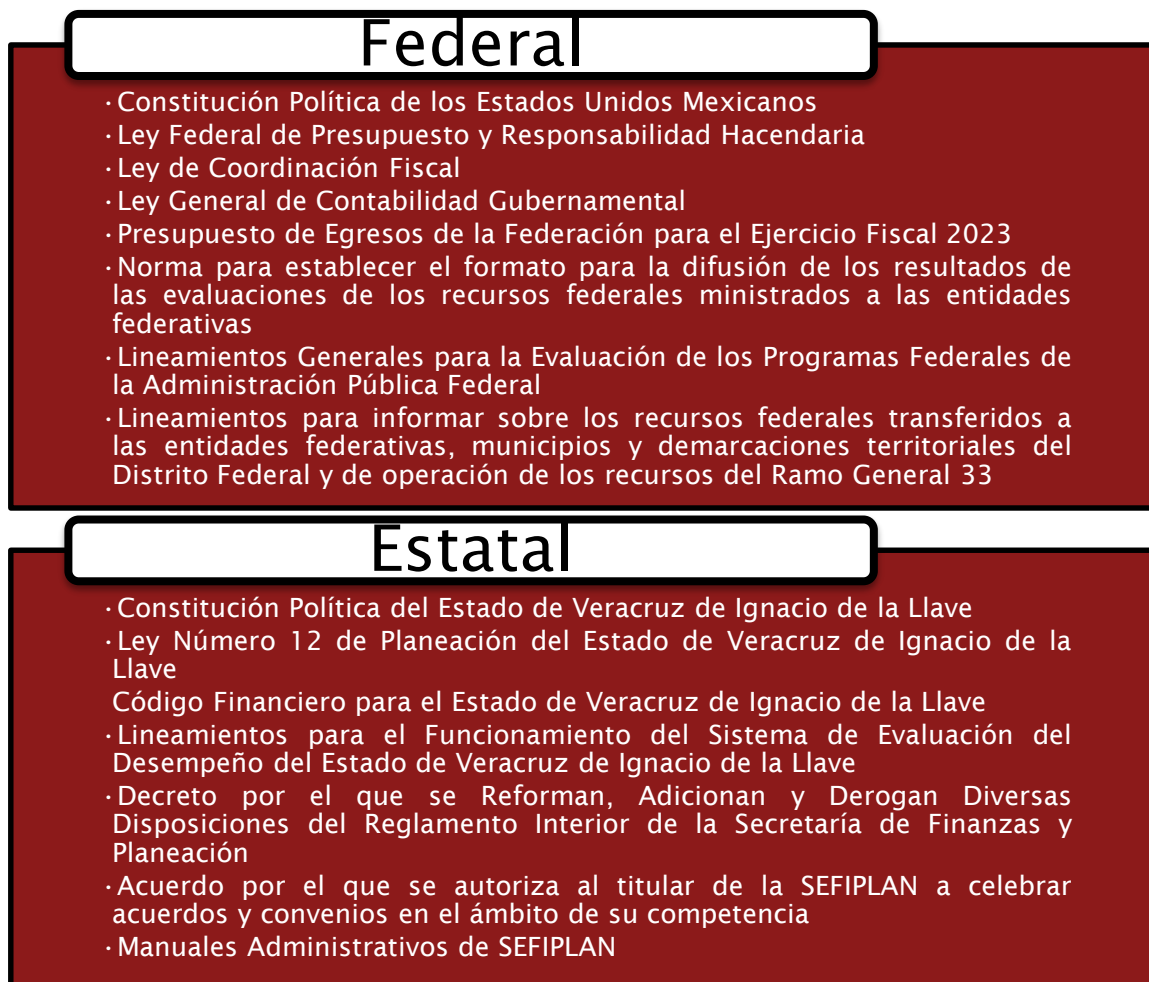 Federal
·Constitución Política de los Estados Unidos Mexicanos
·Ley Federal de Presupuesto y Responsabilidad Hacendaria
·Ley de Coordinación Fiscal
·Ley General de Contabilidad Gubernamental
·Presupuesto de Egresos de la Federación para el Ejercicio Fiscal 2023
·Norma para establecer el formato para la difusión de los resultados de
las evaluaciones de los recursos federales ministrados a las entidades
federativas
·Lineamientos Generales para la Evaluación de los Programas Federales de
la Administración Pública Federal
·Lineamientos para informar sobre los recursos federales transferidos a
las entidades federativas, municipios y demarcaciones territoriales del
Distrito Federal y de operación de los recursos del Ramo General 33
Estatal
·Constitución Política del Estado de Veracruz de Ignacio de la Llave
·Ley Número 12 de Planeación del Estado de Veracruz de Ignacio de la
Llave
Código Financiero para el Estado de Veracruz de Ignacio de la Llave
·Lineamientos para el Funcionamiento del Sistema de Evaluación del
Desempeño del Estado de Veracruz de Ignacio de la Llave
·Decreto por el que se Reforman, Adicionan y Derogan Diversas
Disposiciones del Reglamento Interior de la Secretaría de Finanzas y
Planeación
·Acuerdo por el que se autoriza al titular de la SEFIPLAN a celebrar
acuerdos y convenios en el ámbito de su competencia
·Manuales Administrativos de SEFIPLAN